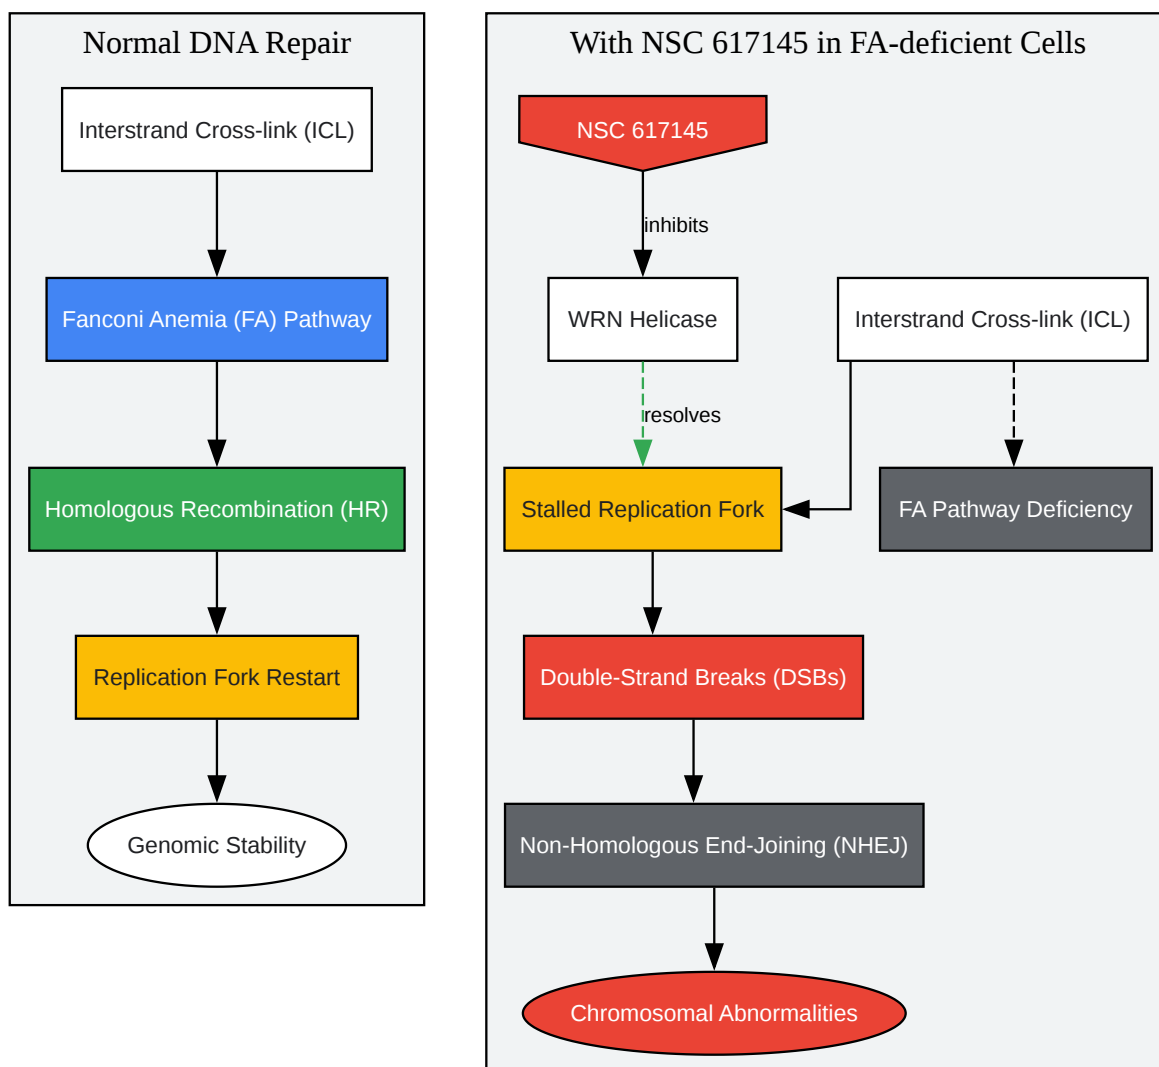 Normal DNA Repair
Interstrand Cross-link (ICL)
Fanconi Anemia (FA) Pathway
Homologous Recombination (HR)
Replication Fork Restart
Genomic Stability
With NSC 617145 in FA-deficient Cells
NSC 617145
inhibits
WRN Helicase
Interstrand Cross-link (ICL)
resolves
Stalled Replication Fork
FA Pathway Deficiency
Double-Strand Breaks (DSBs)
Non-Homologous End-Joining (NHEJ)
Chromosomal Abnormalities